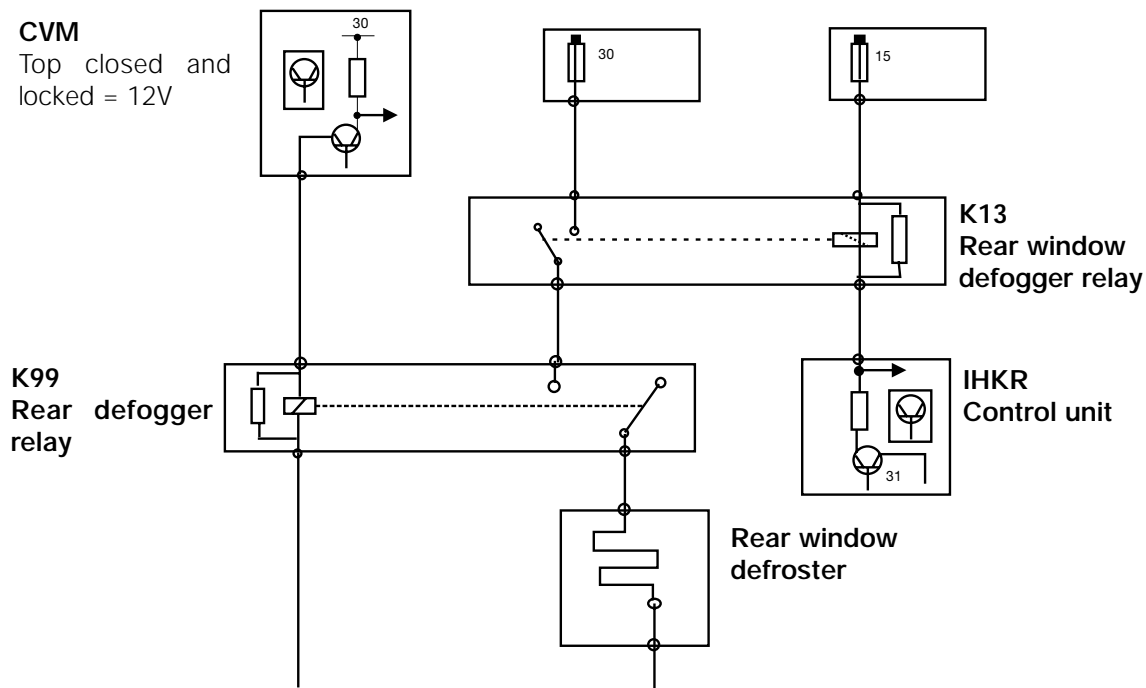 CVM
Top closed and
locked = 12V
30
30
15
K13
Rear window
defogger relay
K99
Rear defogger
relay
IHKR
Control unit
31
Rear window
defroster